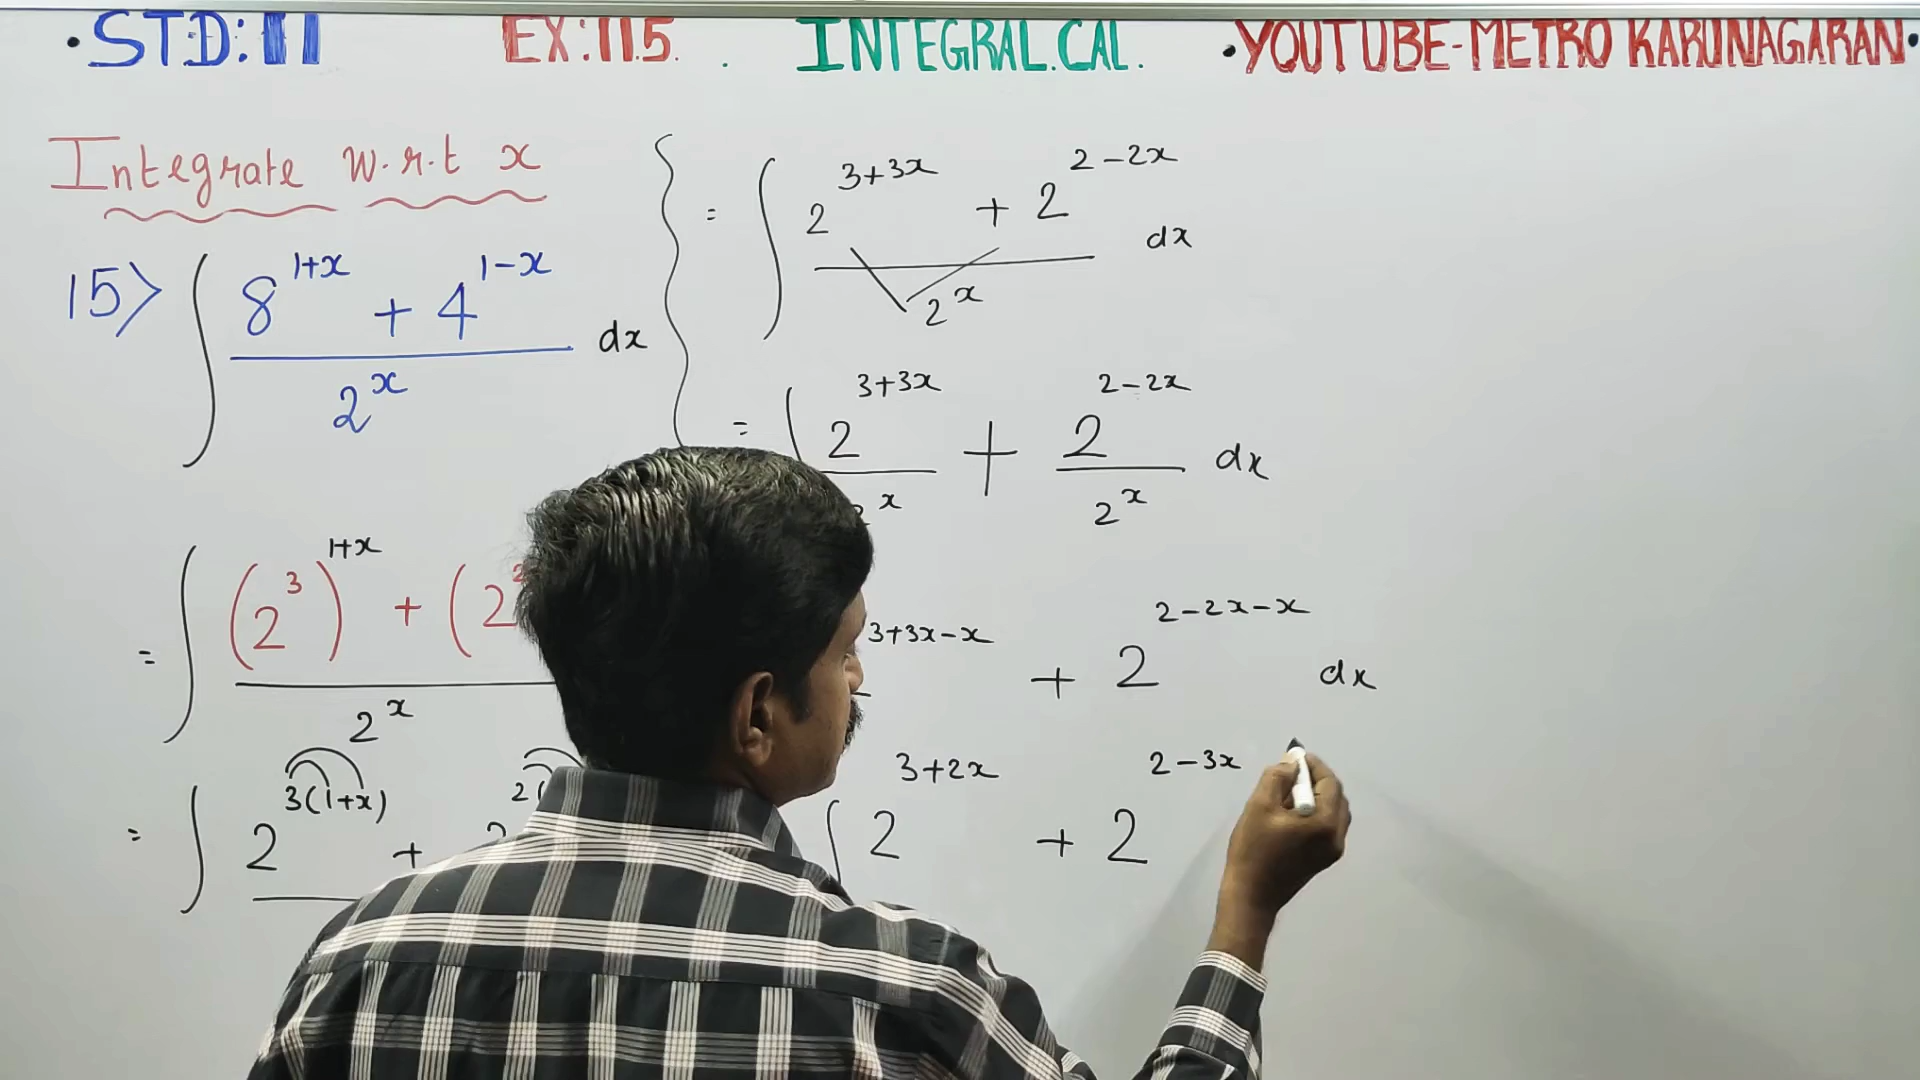 •STD:11 EX:11.5. . INTEGRAL.CAL. •YOUTUBE-METRO KARUNAGARAN•
Integrate w.r.t x
15> ∫ 8^(1+x) + 4^(1-x) / 2^x dx
= ∫ (2^3)^(1+x) + (2^2 / 2^x
= ∫ 2^(3(1+x)) +
= ∫ 2^(3+3x) + 2^(2-2x) / 2^x dx
= ∫ 2^(3+3x) / 2^x + 2^(2-2x) / 2^x dx
3+3x-x + 2^(2-2x-x) dx
∫ 2^(3+2x) + 2^(2-3x)